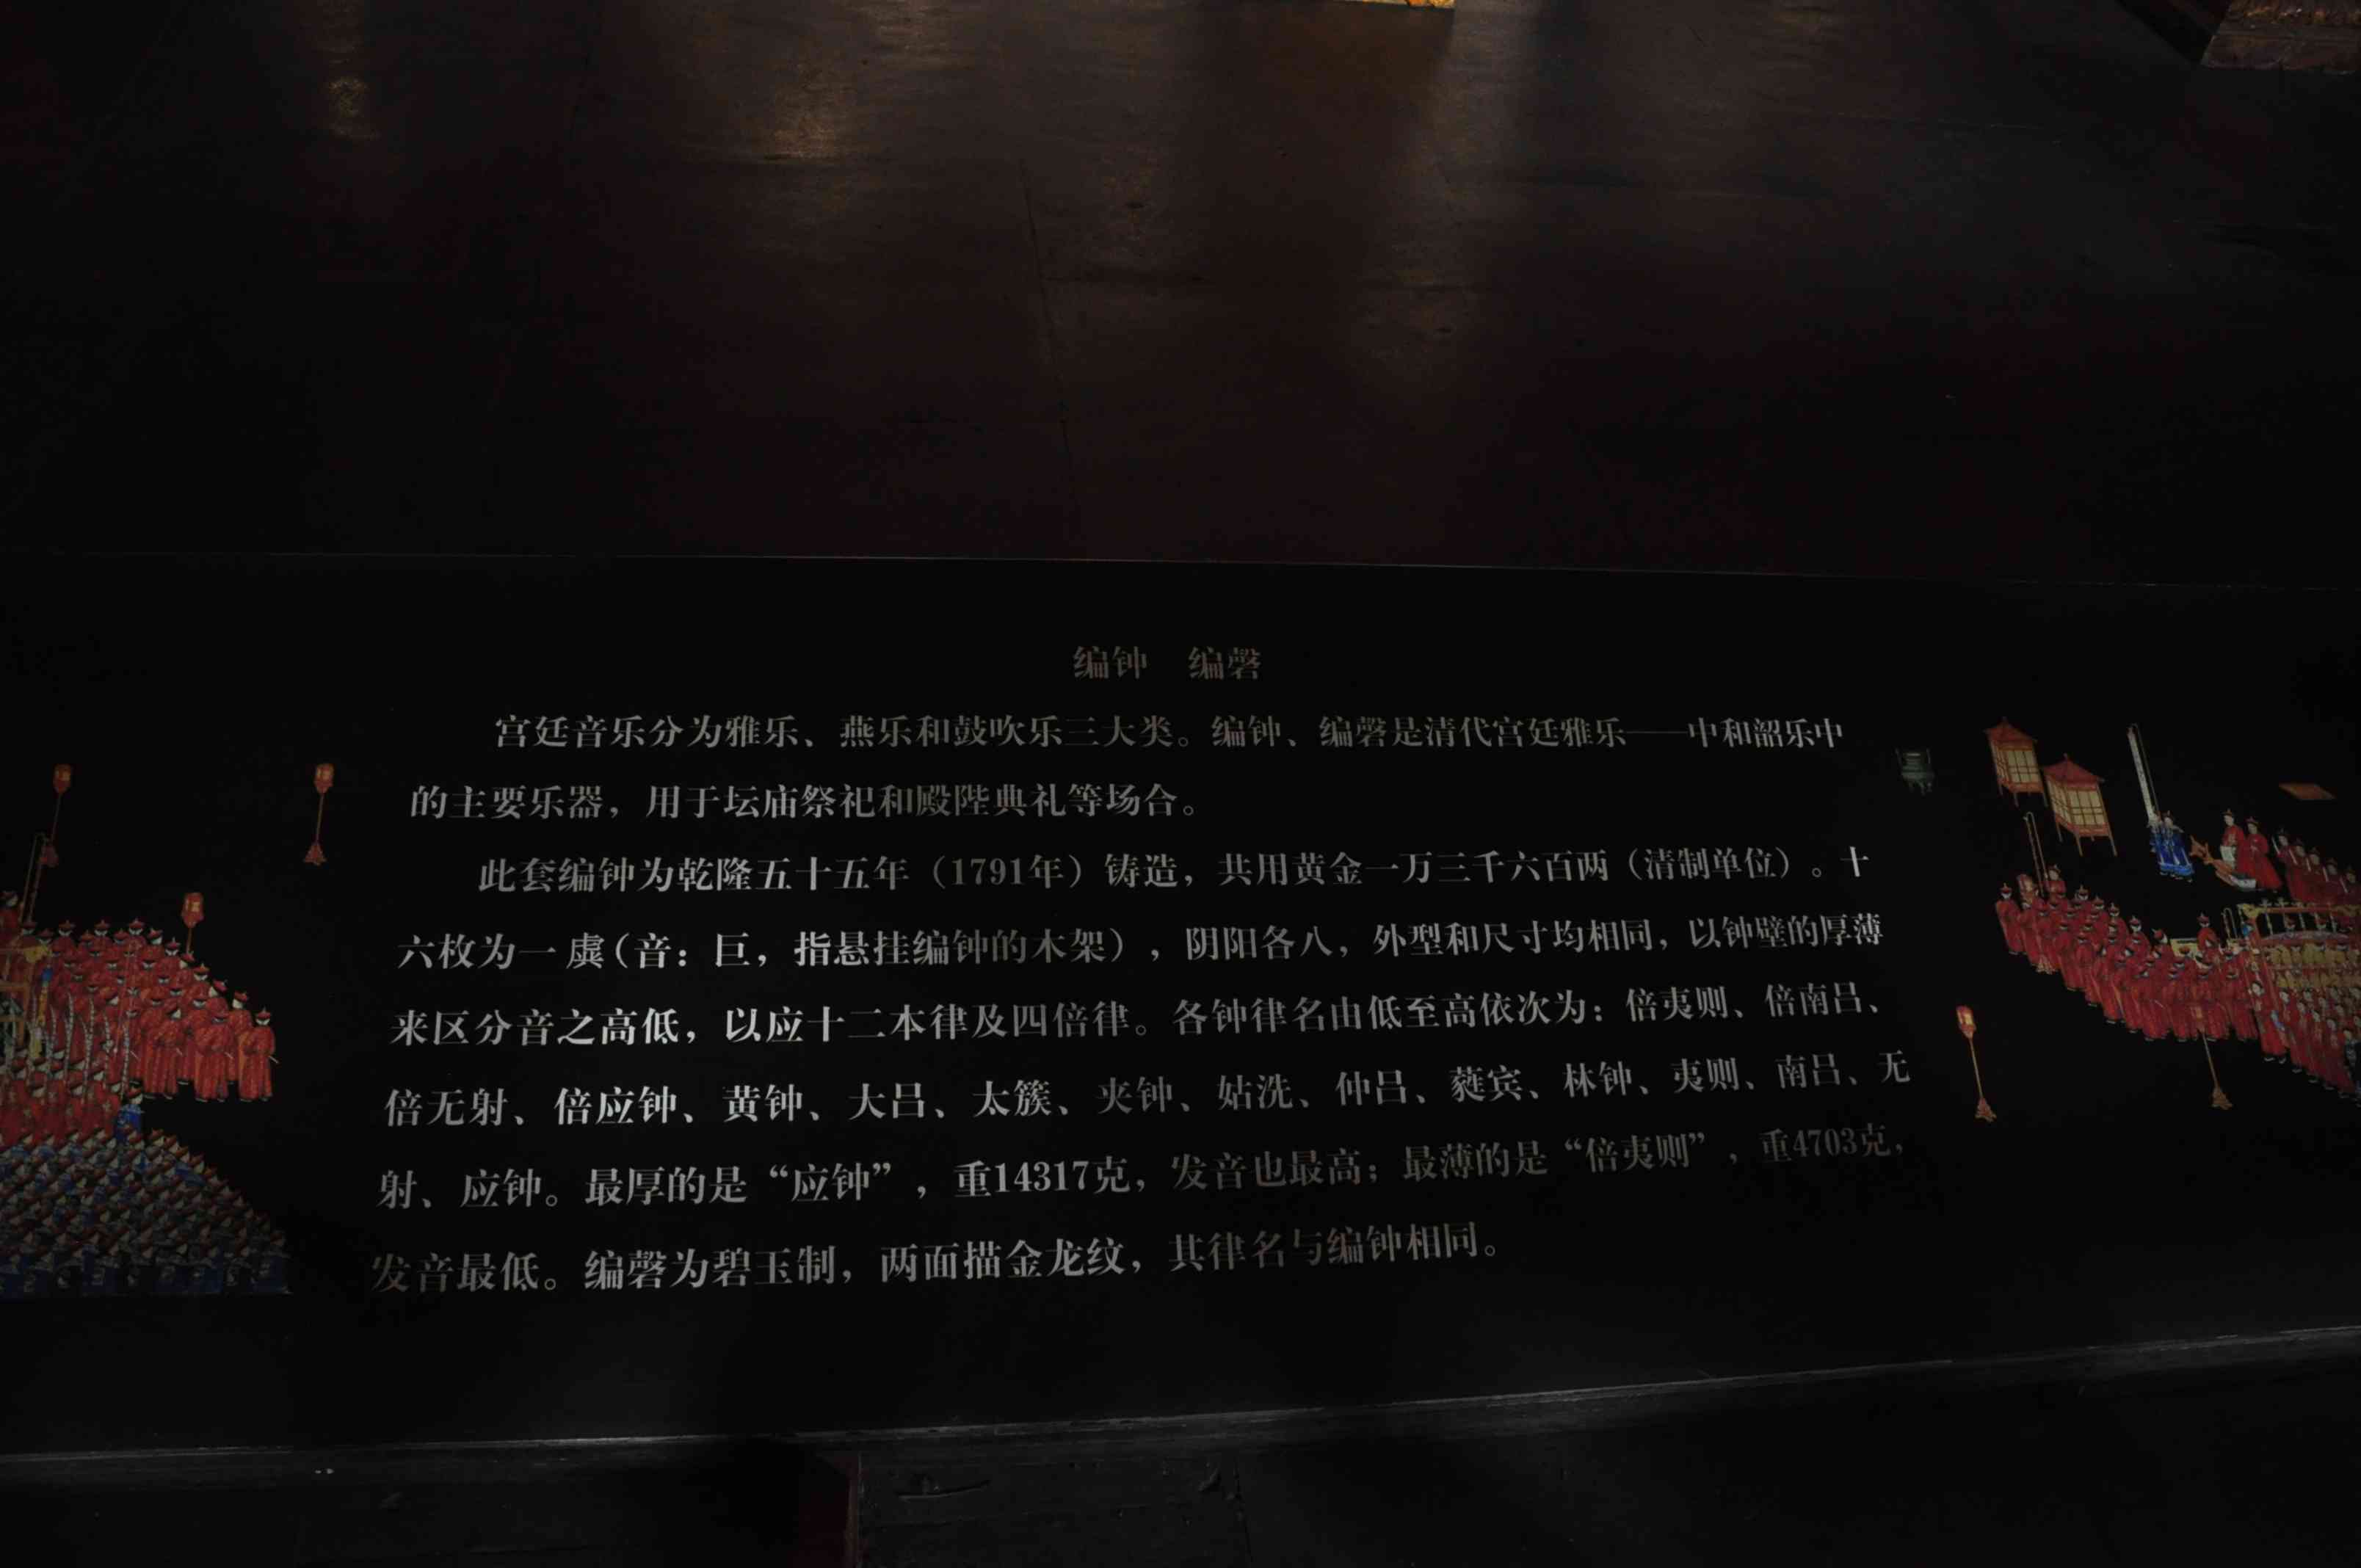 编钟 编磬
宫廷音乐分为雅乐、燕乐和鼓吹乐三大类。编钟、编磬是清代宫廷雅乐——中和韶乐中
的主要乐器，用于坛庙祭祀和殿陛典礼等场合。
此套编钟为乾隆五十五年（1791年）铸造，共用黄金一万三千六百两（清制单位）。十
六枚为一虡（音：巨，指悬挂编钟的木架），阴阳各八，外型和尺寸均相同，以钟壁的厚薄
来区分音之高低，以应十二本律及四倍律。各钟律名由低至高依次为：倍夷则、倍南吕、
倍无射、倍应钟、黄钟、大吕、太簇、夹钟、姑洗、仲吕、蕤宾、林钟、夷则、南吕、无
射、应钟。最厚的是“应钟”，重14317克，发音也最高；最薄的是“倍夷则”，重4703克，
发音最低。编磬为碧玉制，两面描金龙纹，其律名与编钟相同。